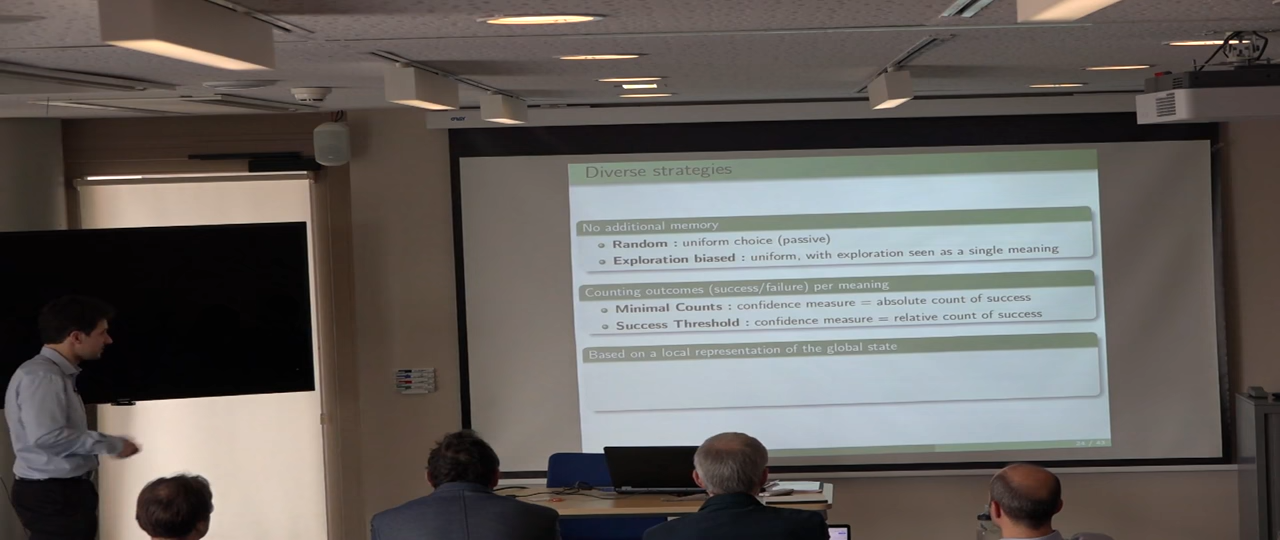 Diverse strategies
No additional memory
Random : uniform choice (passive)
Exploration biased : uniform, with exploration seen as a single meaning
Counting outcomes (success/failure) per meaning
Minimal Counts : confidence measure = absolute count of success
Success Threshold : confidence measure = relative count of success
Based on a local representation of the global state